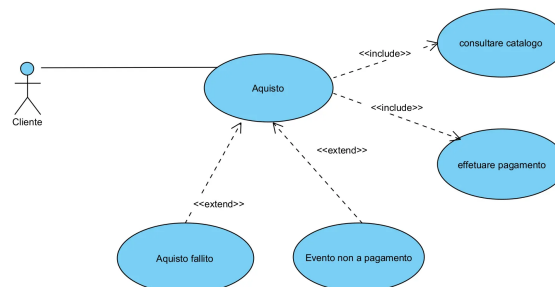 consultare catalogo
<<include>>
Aquisto
<<include>>
Cliente
<<extend>>
effetuare pagamento
<<extend>>
Aquisto fallito
Evento non a pagamento